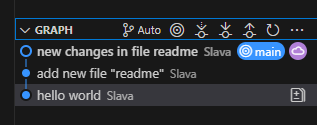 GRAPH Auto
new changes in file readme Slava main
add new file "readme" Slava
hello world Slava